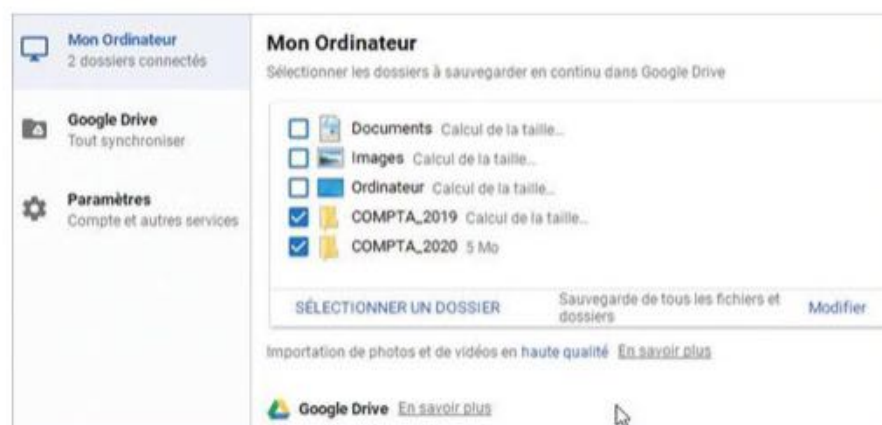 Mon Ordinateur
2 dossiers connectés
Google Drive
Tout synchroniser
Paramètres
Compte et autres services
Mon Ordinateur
Sélectionner les dossiers à sauvegarder en continu dans Google Drive
Documents Calcul de la taille...
Images Calcul de la taille...
Ordinateur Calcul de la taille...
COMPTA_2019 Calcul de la taille...
COMPTA_2020 5 Mo
SÉLECTIONNER UN DOSSIER
Sauvegarde de tous les fichiers et
dossiers
Modifier
Importation de photos et de vidéos en haute qualité En savoir plus
Google Drive En savoir plus